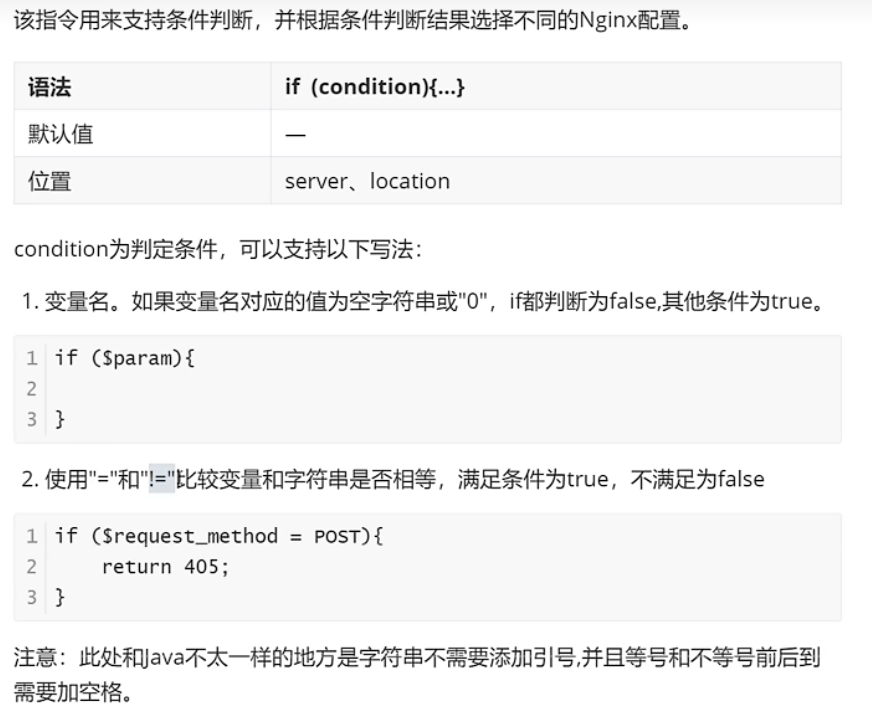 该指令用来支持条件判断，并根据条件判断结果选择不同的Nginx配置。
语法 if (condition){...}
默认值 —
位置 server、location
condition为判定条件，可以支持以下写法：
1. 变量名。如果变量名对应的值为空字符串或"0"，if都判断为false,其他条件为true。
1 if ($param){
2
3 }
2. 使用"="和"!="比较变量和字符串是否相等，满足条件为true，不满足为false
1 if ($request_method = POST){
2 return 405;
3 }
注意：此处和Java不太一样的地方是字符串不需要添加引号,并且等号和不等号前后到
需要加空格。